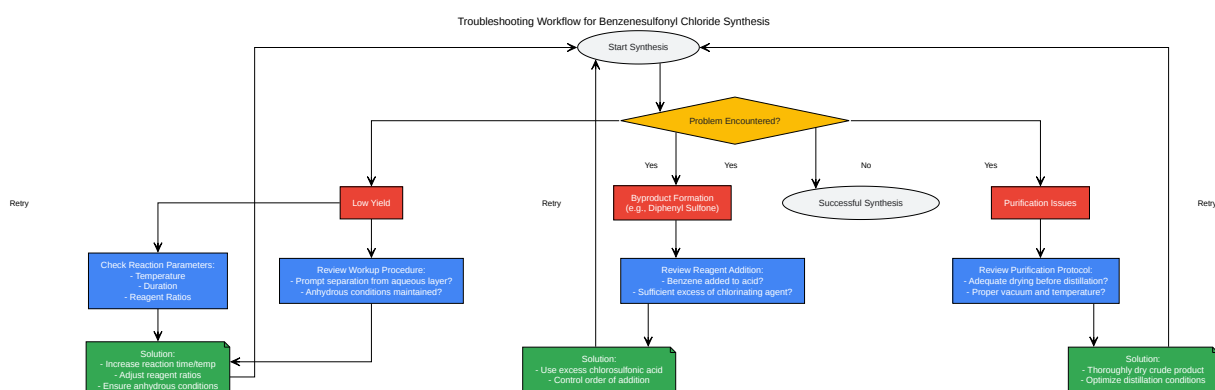 Troubleshooting Workflow for Benzenesulfonyl Chloride Synthesis
Start Synthesis
Problem Encountered?
Yes
Yes
No
Yes
Retry
Low Yield
Retry
Byproduct Formation
(e.g., Diphenyl Sulfone)
Successful Synthesis
Purification Issues
Retry
Check Reaction Parameters:
- Temperature
- Duration
- Reagent Ratios
Review Workup Procedure:
- Prompt separation from aqueous layer?
- Anhydrous conditions maintained?
Review Reagent Addition:
- Benzene added to acid?
- Sufficient excess of chlorinating agent?
Review Purification Protocol:
- Adequate drying before distillation?
- Proper vacuum and temperature?
Solution:
- Increase reaction time/temp
- Adjust reagent ratios
- Ensure anhydrous conditions
Solution:
- Use excess chlorosulfonic acid
- Control order of addition
Solution:
- Thoroughly dry crude product
- Optimize distillation conditions